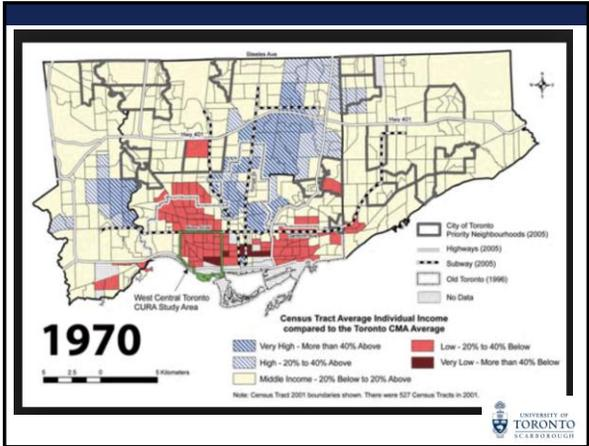 Steeles Ave
Hwy 401
Hwy 401
West Central Toronto
CURA Study Area
City of Toronto
Priority Neighbourhoods (2005)
Highways (2005)
Subway (2005)
Old Toronto (1996)
No Data
1970
5 2.5 0 5 Kilometers
Census Tract Average Individual Income
compared to the Toronto CMA Average
Very High - More than 40% Above
High - 20% to 40% Above
Middle Income - 20% Below to 20% Above
Low - 20% to 40% Below
Very Low - More than 40% Below
Note: Census Tract 2001 boundaries shown. There were 527 Census Tracts in 2001.
UNIVERSITY OF
TORONTO
SCARBOROUGH